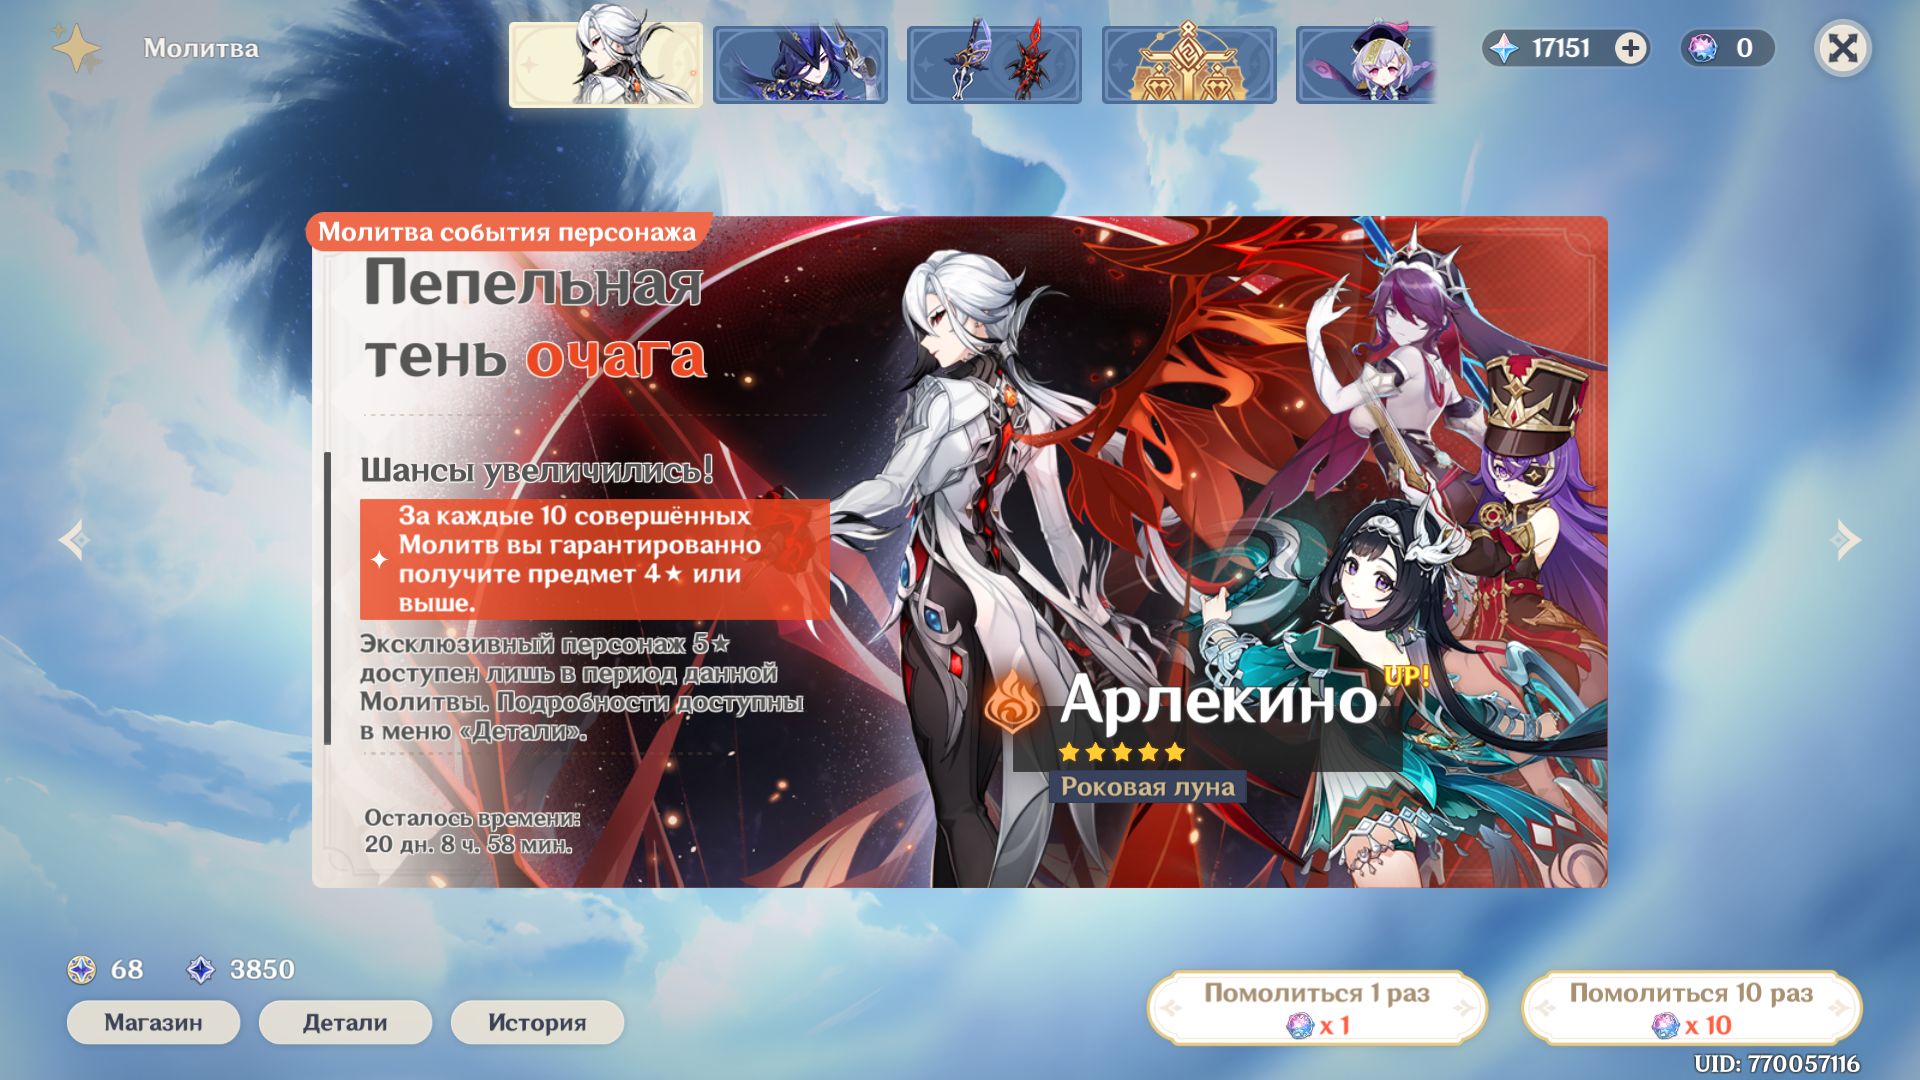 Молитва
17151
0
Молитва события персонажа
Пепельная
тень очага
Шансы увеличились!
За каждые 10 совершённых
Молитв вы гарантированно
получите предмет 4★ или
выше.
Эксклюзивный персонаж 5★
доступен лишь в период данной
Молитвы. Подробности доступны
в меню «Детали».
Осталось времени:
20 дн. 8 ч. 58 мин.
Арлекино UP!
Роковая луна
68
3850
Магазин
Детали
История
Помолиться 1 раз
x 1
Помолиться 10 раз
x 10
UID: 770057116